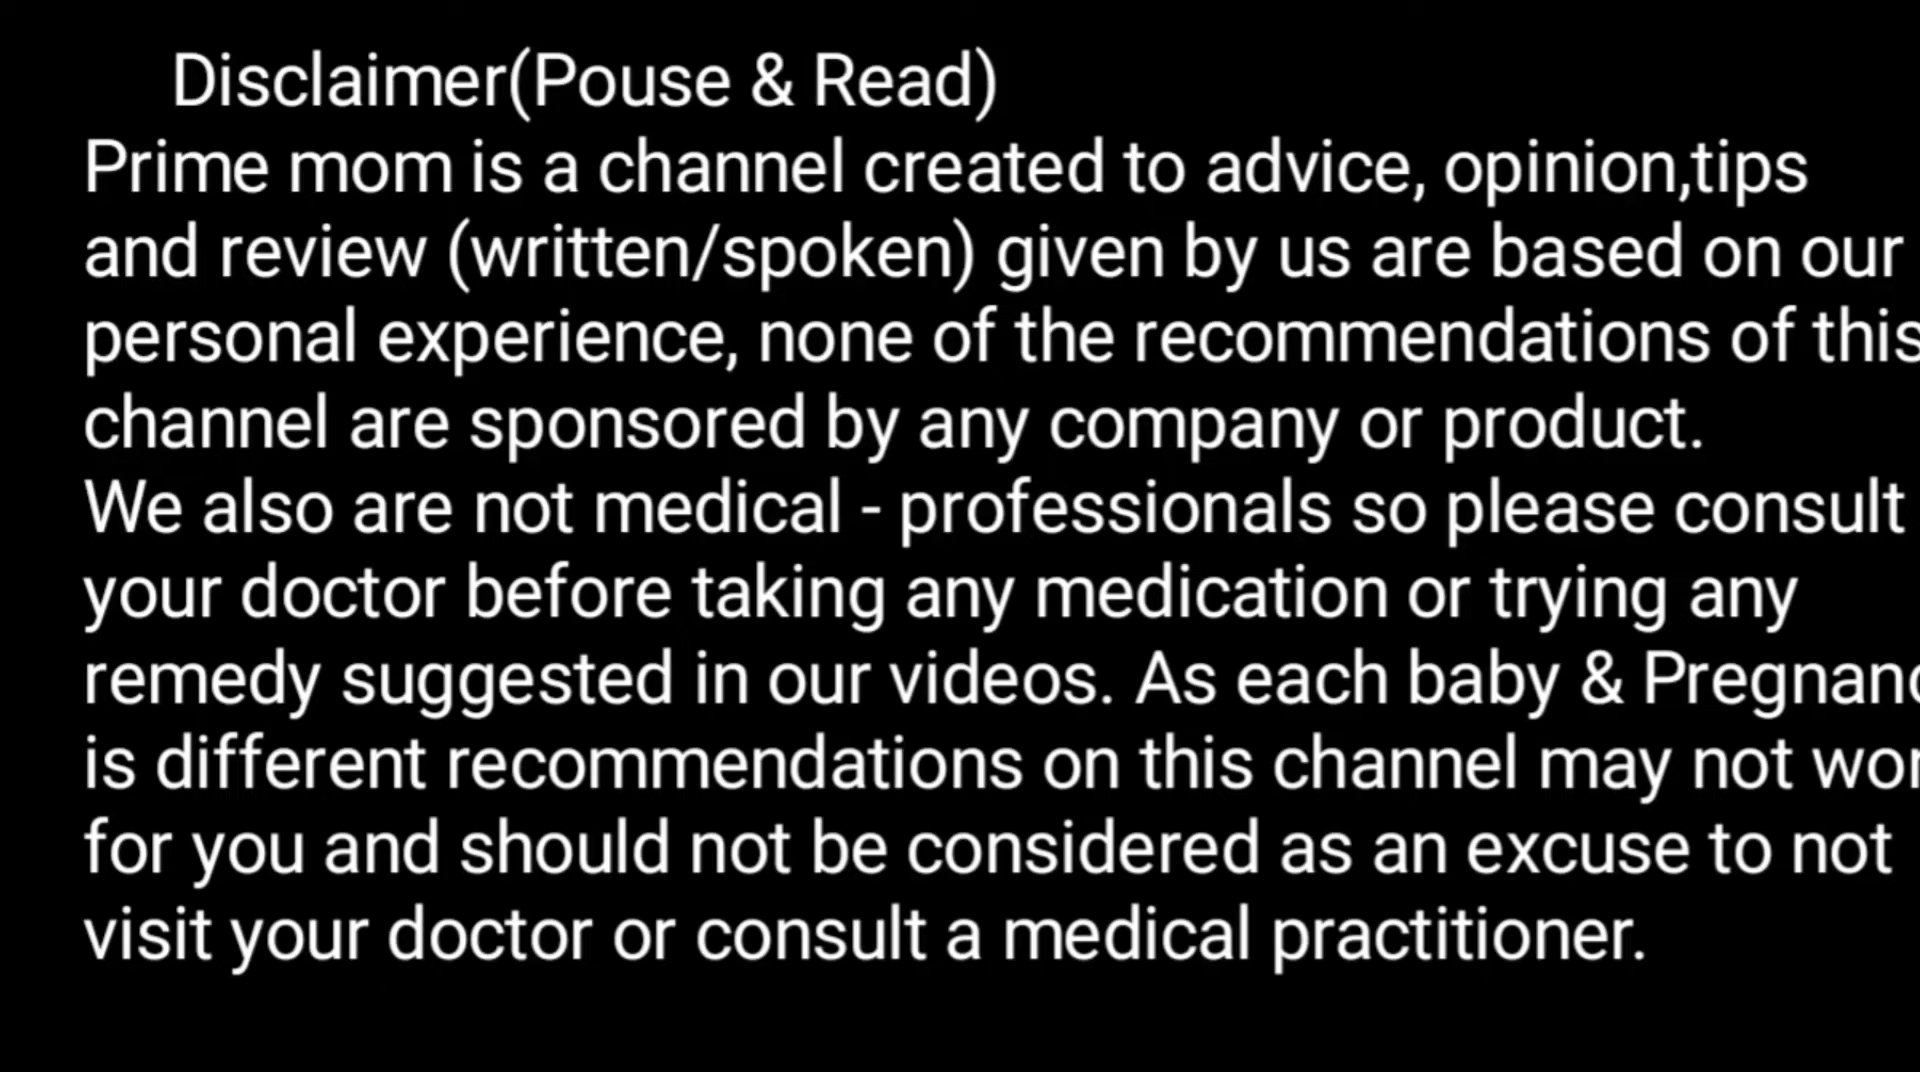 Disclaimer(Pouse & Read)
Prime mom is a channel created to advice, opinion,tips
and review (written/spoken) given by us are based on our
personal experience, none of the recommendations of this
channel are sponsored by any company or product.
We also are not medical - professionals so please consult
your doctor before taking any medication or trying any
remedy suggested in our videos. As each baby &
is different recommendations on this channel may not
for you and should not be considered as an excuse to not
visit your doctor or consult a medical practitioner.